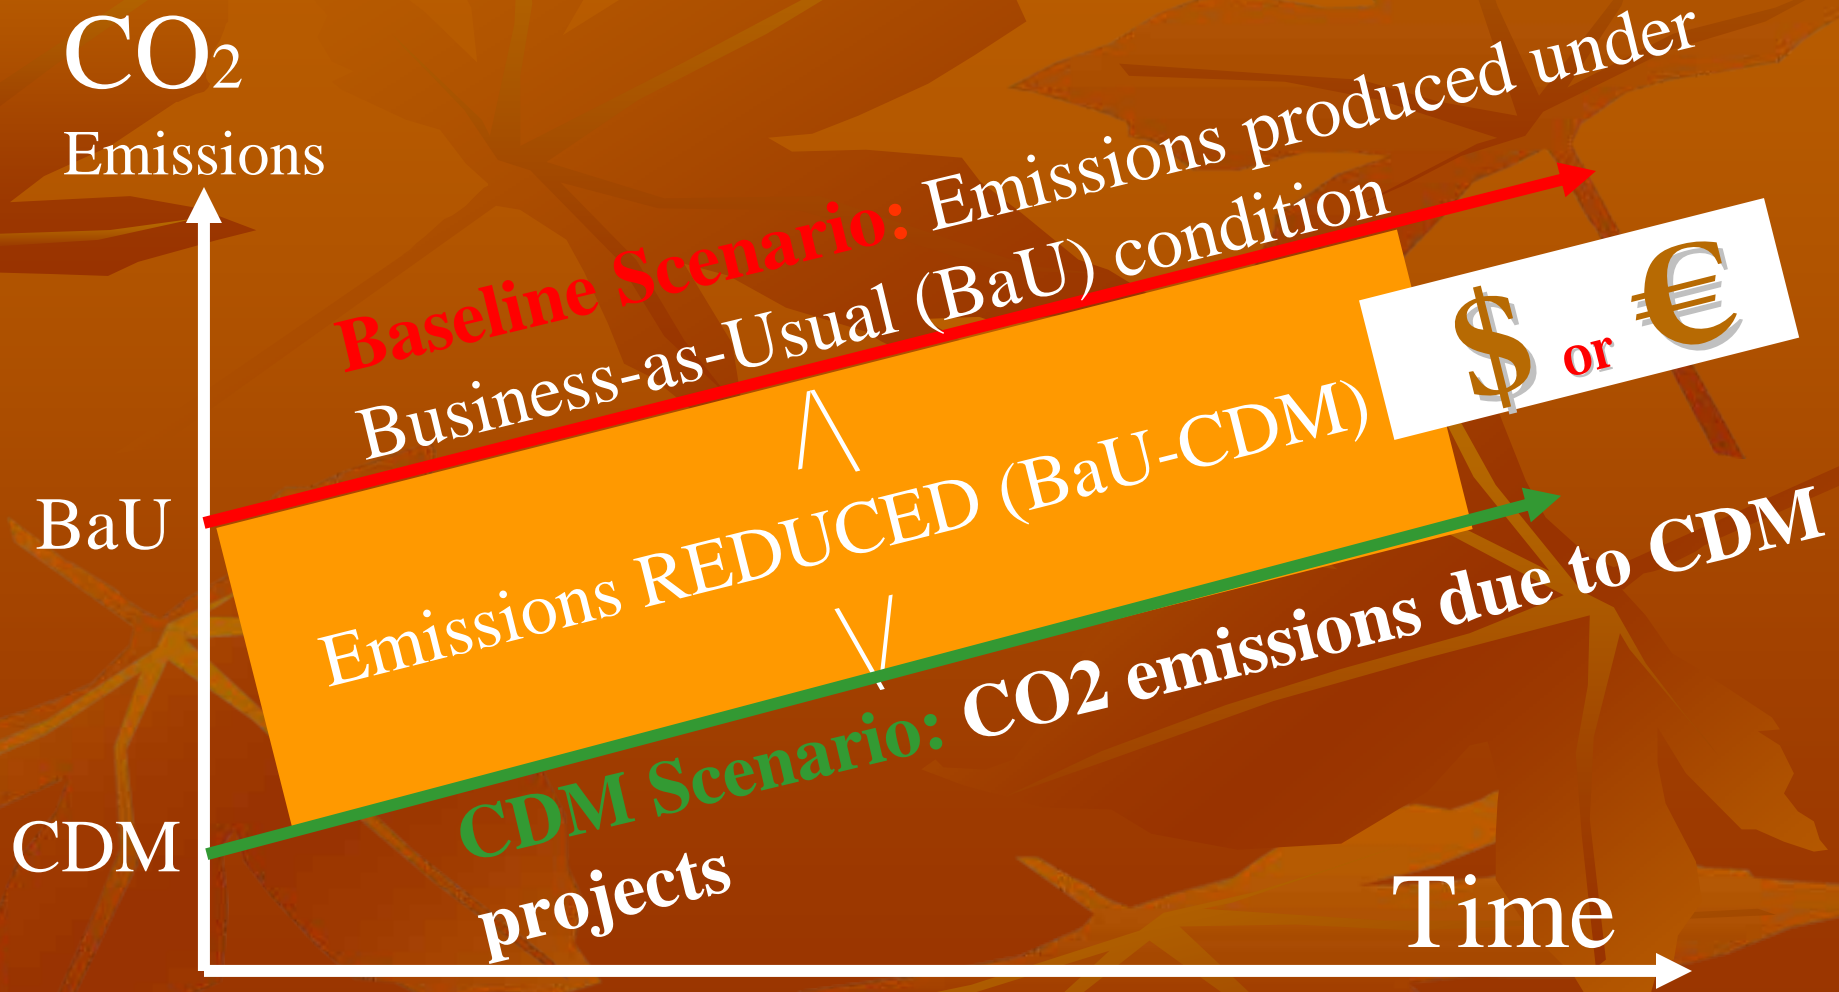 CO2
Emissions
Baseline Scenario: Emissions produced under
Business-as-Usual (BaU) condition
$ or €
Emissions REDUCED (BaU-CDM)
BaU
CDM Scenario: CO2 emissions due to CDM
projects
CDM
Time